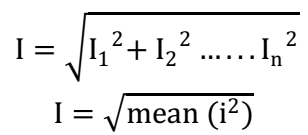 I = √I₁² + I₂² ...... Iₙ²
I = √mean (i²)